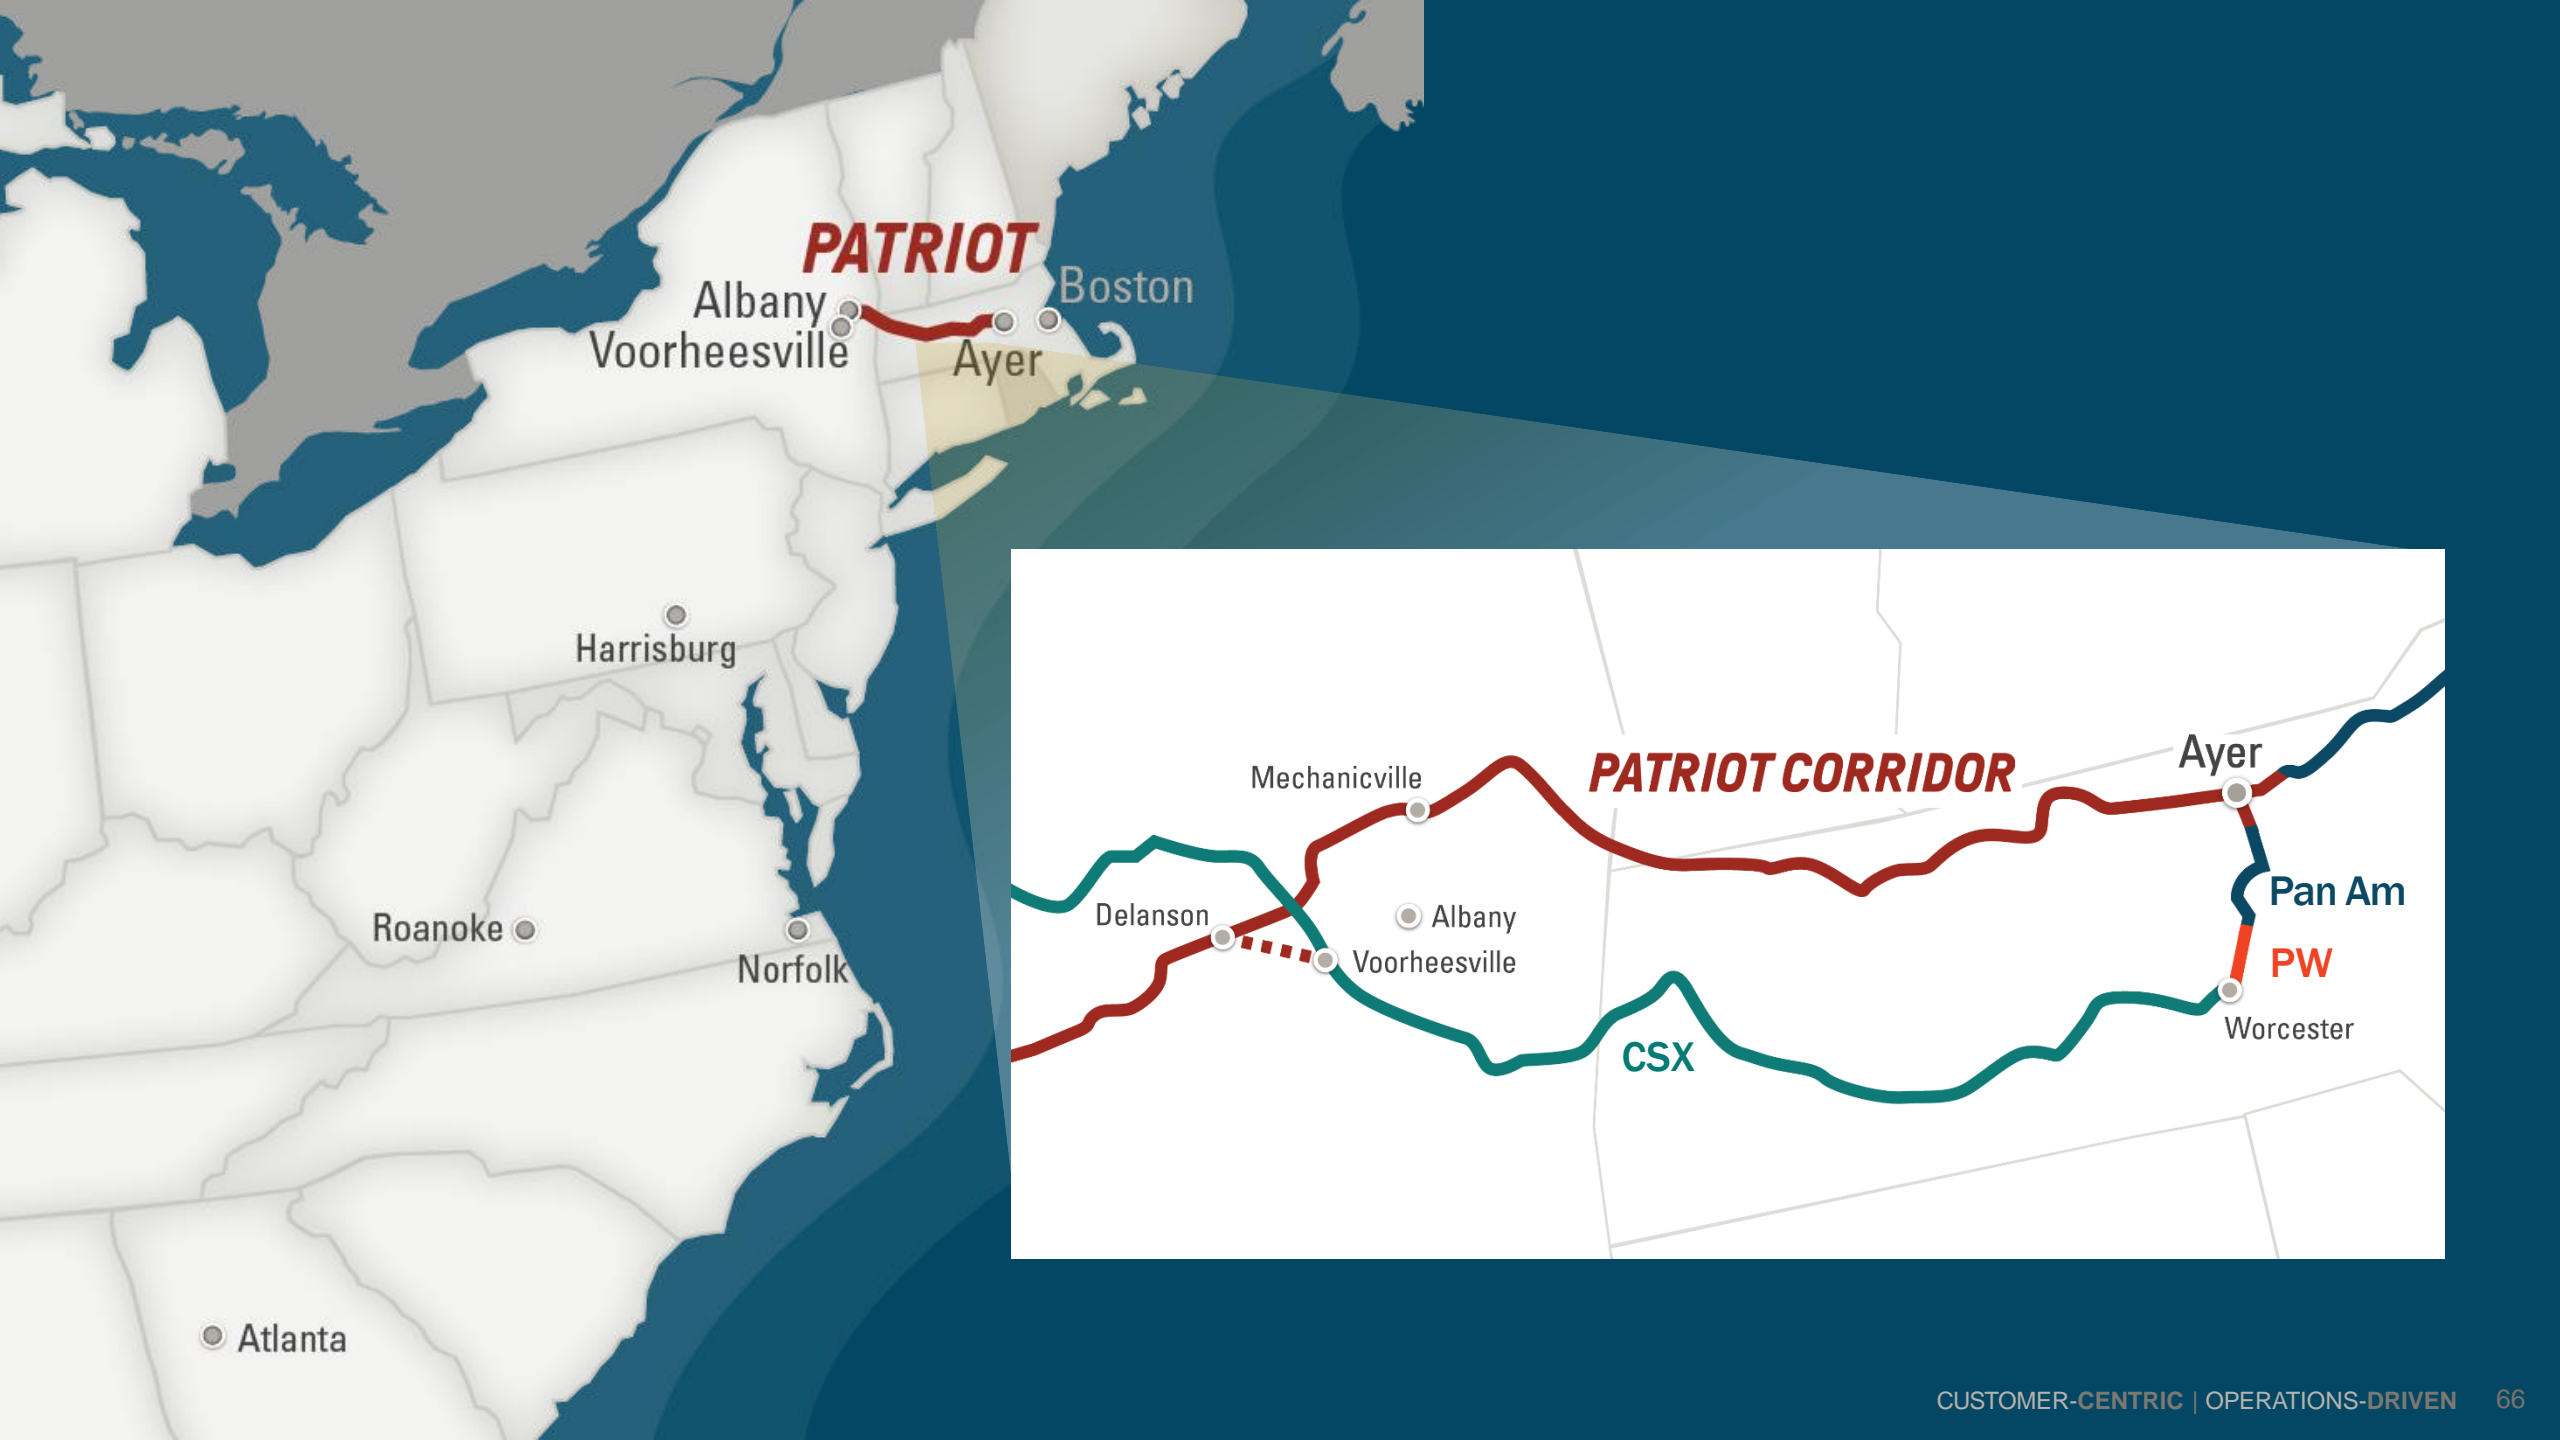 PATRIOT
Boston
Albany
Voorheesville
Ayer
Harrisburg
Roanoke
Norfolk
Atlanta
PATRIOT CORRIDOR
Ayer
Mechanicville
Pan Am
Delanson
Albany
Voorheesville
PW
Worcester
CSX
CUSTOMER-CENTRIC | OPERATIONS-DRIVEN 66